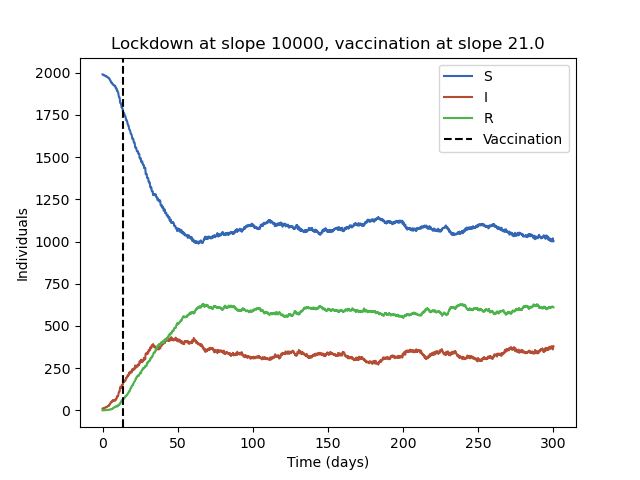 Lockdown at slope 10000, vaccination at slope 21.0
S
I
R
Vaccination
2000
1750
1500
1250
1000
750
500
250
0
Individuals
0 50 100 150 200 250 300
Time (days)